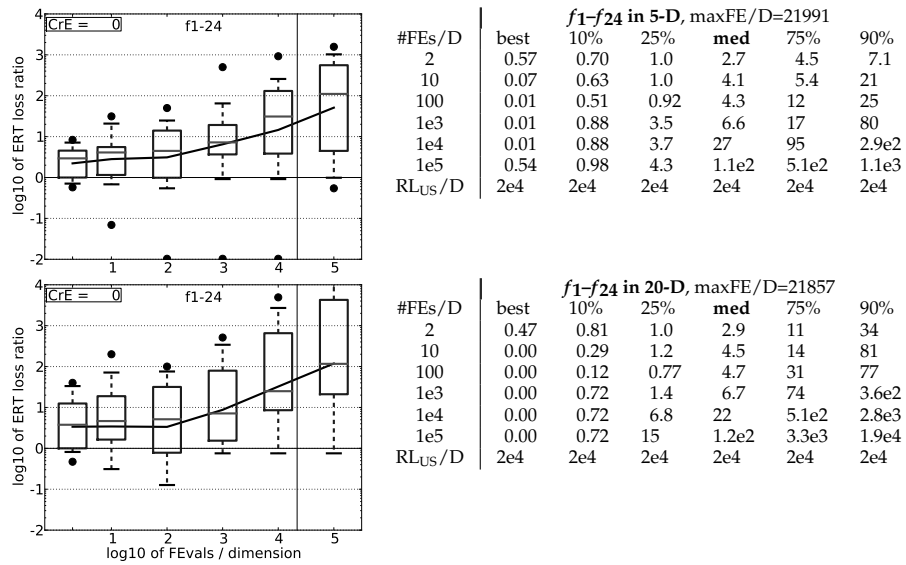 CrE = 0
f1-24
4
3
2
1
0
-1
-2
log10 of ERT loss ratio
1 2 3 4 5
f1–f24 in 5-D, maxFE/D=21991
#FEs/D best 10% 25% med 75% 90%
2 0.57 0.70 1.0 2.7 4.5 7.1
10 0.07 0.63 1.0 4.1 5.4 21
100 0.01 0.51 0.92 4.3 12 25
1e3 0.01 0.88 3.5 6.6 17 80
1e4 0.01 0.88 3.7 27 95 2.9e2
1e5 0.54 0.98 4.3 1.1e2 5.1e2 1.1e3
RLUS/D 2e4 2e4 2e4 2e4 2e4 2e4
CrE = 0
f1-24
4
3
2
1
0
-1
-2
log10 of ERT loss ratio
1 2 3 4 5
log10 of FEvals / dimension
f1–f24 in 20-D, maxFE/D=21857
#FEs/D best 10% 25% med 75% 90%
2 0.47 0.81 1.0 2.9 11 34
10 0.00 0.29 1.2 4.5 14 81
100 0.00 0.12 0.77 4.7 31 77
1e3 0.00 0.72 1.4 6.7 74 3.6e2
1e4 0.00 0.72 6.8 22 5.1e2 2.8e3
1e5 0.00 0.72 15 1.2e2 3.3e3 1.9e4
RLUS/D 2e4 2e4 2e4 2e4 2e4 2e4